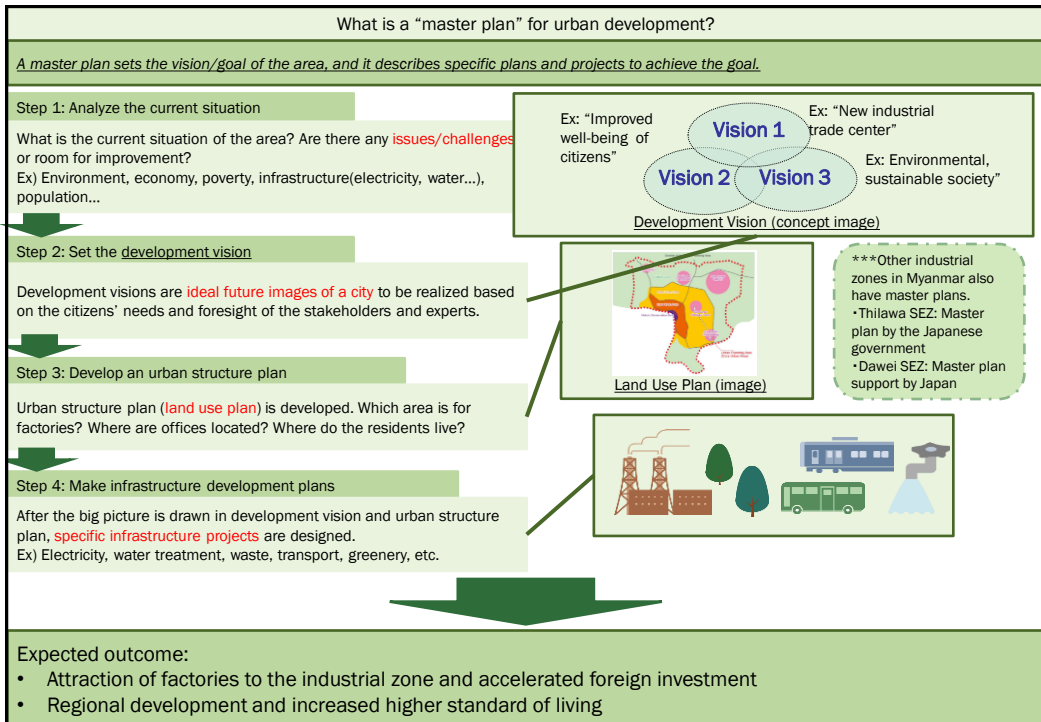 What is a “master plan” for urban development?
A master plan sets the vision/goal of the area, and it describes specific plans and projects to achieve the goal.
Step 1: Analyze the current situation
What is the current situation of the area? Are there any issues/challenges
or room for improvement?
Ex) Environment, economy, poverty, infrastructure(electricity, water...),
population...
Step 2: Set the development vision
Development visions are ideal future images of a city to be realized based
on the citizens’ needs and foresight of the stakeholders and experts.
Step 3: Develop an urban structure plan
Urban structure plan (land use plan) is developed. Which area is for
factories? Where are offices located? Where do the residents live?
Step 4: Make infrastructure development plans
After the big picture is drawn in development vision and urban structure
plan, specific infrastructure projects are designed.
Ex) Electricity, water treatment, waste, transport, greenery, etc.
Ex: “Improved
well-being of
citizens”
Vision 1
Ex: “New industrial
trade center”
Vision 2
Vision 3
Ex: Environmental,
sustainable society”
Development Vision (concept image)
Land Use Plan (image)
***Other industrial
zones in Myanmar also
have master plans.
・Thilawa SEZ: Master
plan by the Japanese
government
・Dawei SEZ: Master plan
support by Japan
Expected outcome:
• Attraction of factories to the industrial zone and accelerated foreign investment
• Regional development and increased higher standard of living